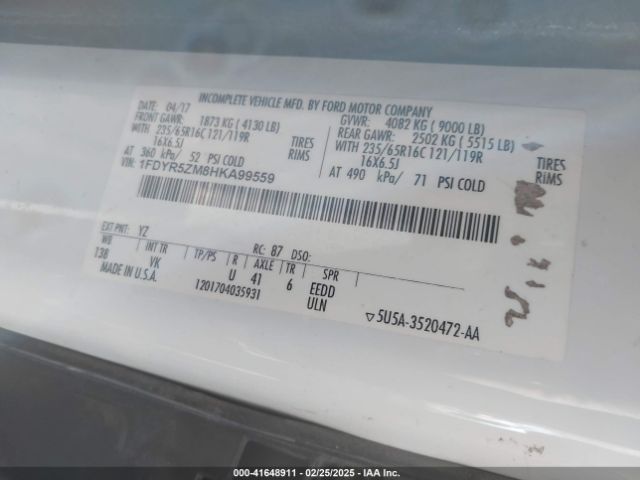 INCOMPLETE VEHICLE MFD. BY FORD MOTOR COMPANY
DATE: 04/17 GVWR: 4082 KG ( 9000 LB)
FRONT GAWR: 1873 KG ( 4130 LB) REAR GAWR: 2502 KG ( 5515 LB)
WITH 235/65R16C 121/119R TIRES WITH 235/65R16C 121/119R TIRES
16X6.5J RIMS 16X6.5J RIMS
AT 360 kPa/ 52 PSI COLD AT 490 kPa/ 71 PSI COLD
VIN: 1FDYR5ZM8HKA99559
EXT PNT: YZ RC: 87 DSO:
WB INT TR TP/PS R AXLE TR SPR
138 VK U 41 6 EEDD
MADE IN U.S.A. 1201704035931 ULN
▽5U5A-3520472-AA
000-41648911 - 02/25/2025 - IAA Inc.